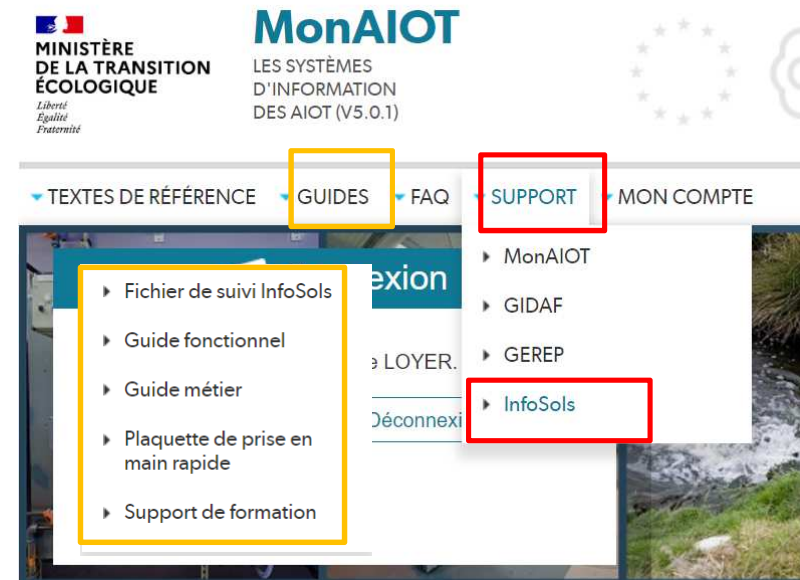 MINISTÈRE
DE LA TRANSITION
ÉCOLOGIQUE
Liberté
Égalité
Fraternité
MonAIOT
LES SYSTÈMES
D'INFORMATION
DES AIOT (V5.0.1)
TEXTES DE RÉFÉRENCE
GUIDES
FAQ
SUPPORT
MON COMPTE
MonAIOT
GIDAF
GEREP
InfoSols
exion
e LOYER.
Déconnexi
Fichier de suivi InfoSols
Guide fonctionnel
Guide métier
Plaquette de prise en
main rapide
Support de formation